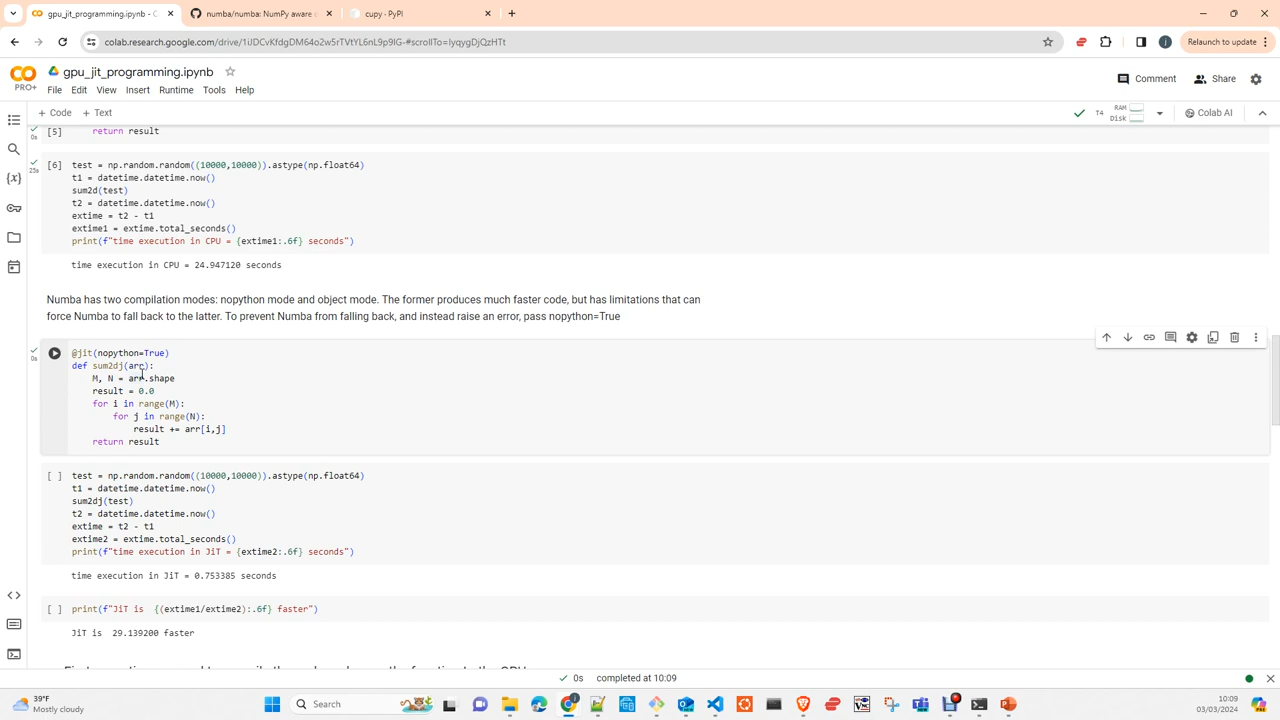 gpu_jit_programming.ipynb - C
numba/numba: NumPy aware d
cupy · PyPI
colab.research.google.com/drive/1iJDCvKfdgDM64o2w5rTVtYL6nL9p9IG-#scrollTo=IyqygDjQzHTt
Relaunch to update
PRO+
gpu_jit_programming.ipynb
Comment
Share
File Edit View Insert Runtime Tools Help
+ Code + Text
T4
RAM
Disk
Colab AI
0s
[5] return result
25s
[6] test = np.random.random((10000,10000)).astype(np.float64)
t1 = datetime.datetime.now()
sum2d(test)
t2 = datetime.datetime.now()
extime = t2 - t1
extime1 = extime.total_seconds()
print(f"time execution in CPU = {extime1:.6f} seconds")
time execution in CPU = 24.947120 seconds
Numba has two compilation modes: nopython mode and object mode. The former produces much faster code, but has limitations that can
force Numba to fall back to the latter. To prevent Numba from falling back, and instead raise an error, pass nopython=True
0s
@jit(nopython=True)
def sum2dj(arr):
M, N = arr.shape
result = 0.0
for i in range(M):
for j in range(N):
result += arr[i,j]
return result
[ ] test = np.random.random((10000,10000)).astype(np.float64)
t1 = datetime.datetime.now()
sum2dj(test)
t2 = datetime.datetime.now()
extime = t2 - t1
extime2 = extime.total_seconds()
print(f"time execution in JiT = {extime2:.6f} seconds")
time execution in JiT = 0.753385 seconds
[ ] print(f"JiT is  {(extime1/extime2):.6f} faster")
JiT is  29.139200 faster
0s completed at 10:09
39°F
Mostly cloudy
Search
10:09
03/03/2024